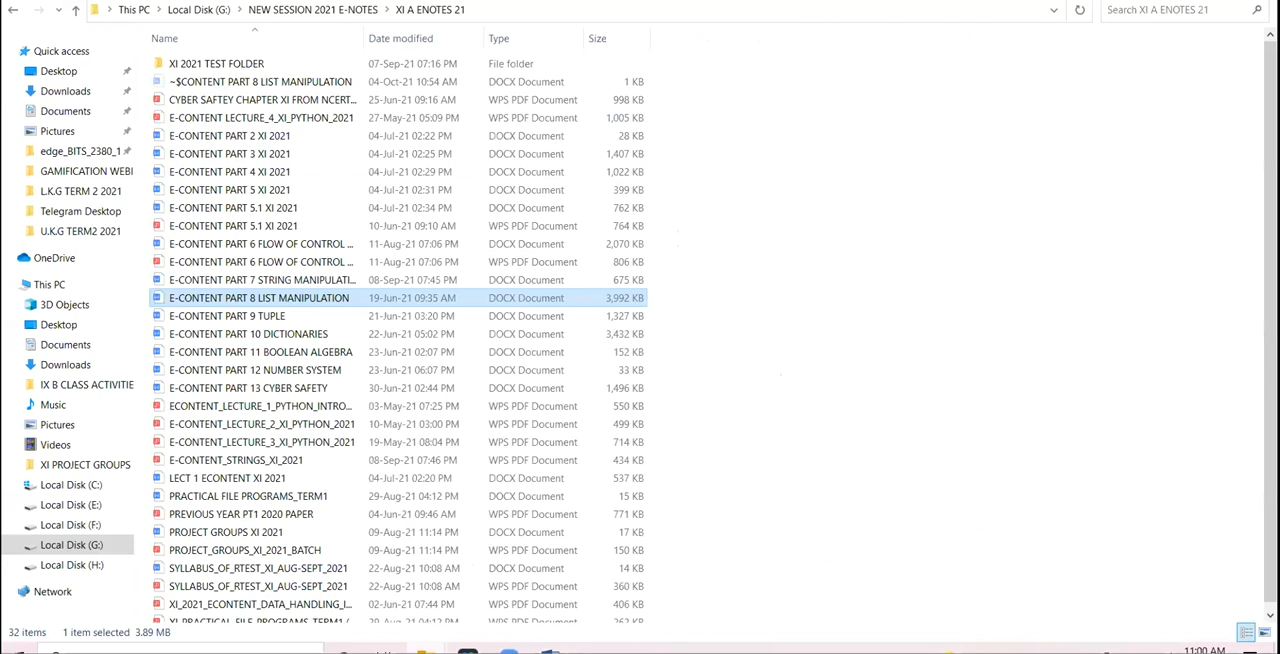 This PC > Local Disk (G:) > NEW SESSION 2021 E-NOTES > XI A ENOTES 21
Search XI A ENOTES 21
Quick access
Desktop
Downloads
Documents
Pictures
edge_BITS_2380_1
GAMIFICATION WEBI
L.K.G TERM 2 2021
Telegram Desktop
U.K.G TERM2 2021
OneDrive
This PC
3D Objects
Desktop
Documents
Downloads
IX B CLASS ACTIVITIE
Music
Pictures
Videos
XI PROJECT GROUPS
Local Disk (C:)
Local Disk (E:)
Local Disk (F:)
Local Disk (G:)
Local Disk (H:)
Network
Name Date modified Type Size
XI 2021 TEST FOLDER 07-Sep-21 07:16 PM File folder
~$CONTENT PART 8 LIST MANIPULATION 04-Oct-21 10:54 AM DOCX Document 1 KB
CYBER SAFTEY CHAPTER XI FROM NCERT... 25-Jun-21 09:16 AM WPS PDF Document 998 KB
E-CONTENT LECTURE_4_XI_PYTHON_2021 27-May-21 05:09 PM WPS PDF Document 1,005 KB
E-CONTENT PART 2 XI 2021 04-Jul-21 02:22 PM DOCX Document 28 KB
E-CONTENT PART 3 XI 2021 04-Jul-21 02:25 PM DOCX Document 1,407 KB
E-CONTENT PART 4 XI 2021 04-Jul-21 02:29 PM DOCX Document 1,022 KB
E-CONTENT PART 5 XI 2021 04-Jul-21 02:31 PM DOCX Document 399 KB
E-CONTENT PART 5.1 XI 2021 04-Jul-21 02:34 PM DOCX Document 762 KB
E-CONTENT PART 5.1 XI 2021 10-Jun-21 09:10 AM WPS PDF Document 764 KB
E-CONTENT PART 6 FLOW OF CONTROL ... 11-Aug-21 07:06 PM DOCX Document 2,070 KB
E-CONTENT PART 6 FLOW OF CONTROL ... 11-Aug-21 07:06 PM WPS PDF Document 806 KB
E-CONTENT PART 7 STRING MANIPULATI... 08-Sep-21 07:45 PM DOCX Document 675 KB
E-CONTENT PART 8 LIST MANIPULATION 19-Jun-21 09:35 AM DOCX Document 3,992 KB
E-CONTENT PART 9 TUPLE 21-Jun-21 03:20 PM DOCX Document 1,327 KB
E-CONTENT PART 10 DICTIONARIES 22-Jun-21 05:02 PM DOCX Document 3,432 KB
E-CONTENT PART 11 BOOLEAN ALGEBRA 23-Jun-21 02:07 PM DOCX Document 152 KB
E-CONTENT PART 12 NUMBER SYSTEM 23-Jun-21 06:07 PM DOCX Document 33 KB
E-CONTENT PART 13 CYBER SAFETY 30-Jun-21 02:44 PM DOCX Document 1,496 KB
ECONTENT_LECTURE_1_PYTHON_INTRO... 03-May-21 07:25 PM WPS PDF Document 550 KB
E-CONTENT_LECTURE_2_XI_PYTHON_2021 10-May-21 03:00 PM WPS PDF Document 499 KB
E-CONTENT_LECTURE_3_XI_PYTHON_2021 19-May-21 08:04 PM WPS PDF Document 714 KB
E-CONTENT_STRINGS_XI_2021 08-Sep-21 07:46 PM WPS PDF Document 434 KB
LECT 1 ECONTENT XI 2021 04-Jul-21 02:20 PM DOCX Document 537 KB
PRACTICAL FILE PROGRAMS_TERM1 29-Aug-21 04:12 PM DOCX Document 15 KB
PREVIOUS YEAR PT1 2020 PAPER 04-Jun-21 09:46 AM WPS PDF Document 771 KB
PROJECT GROUPS XI 2021 09-Aug-21 11:14 PM DOCX Document 17 KB
PROJECT_GROUPS_XI_2021_BATCH 09-Aug-21 11:14 PM WPS PDF Document 150 KB
SYLLABUS_OF_RTEST_XI_AUG-SEPT_2021 22-Aug-21 10:08 AM DOCX Document 14 KB
SYLLABUS_OF_RTEST_XI_AUG-SEPT_2021 22-Aug-21 10:08 AM WPS PDF Document 360 KB
XI_2021_ECONTENT_DATA_HANDLING_I... 02-Jun-21 07:44 PM WPS PDF Document 406 KB
XI_PRACTICAL_FILE_PROGRAMS_TERM1 29-Aug-21 04:12 PM WPS PDF Document 262 KB
32 items 1 item selected 3.89 MB
11:00 AM